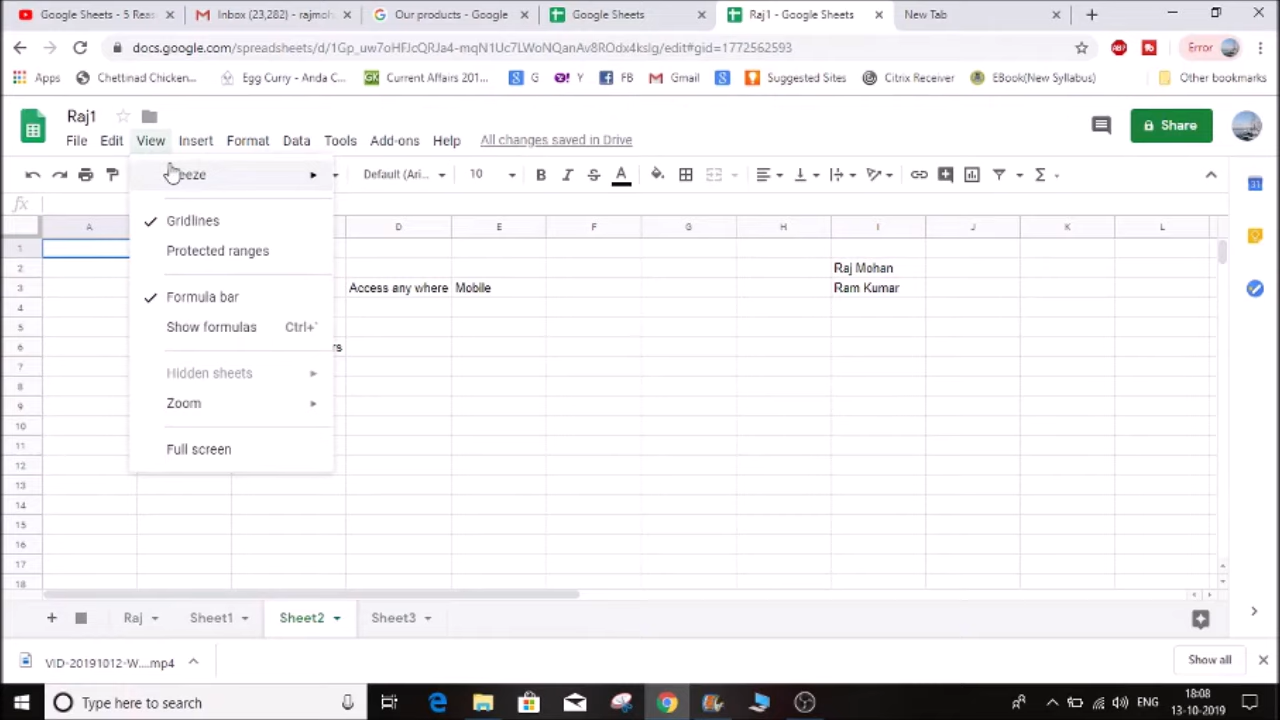 YouTube Sheets - 5 Reas
Inbox (23,282) - rajmoh
Our products - Google
Google Sheets
Raj1 - Google Sheets
New Tab
docs.google.com/spreadsheets/d/1Gp_uw7oHFJcQRJa4-mqN1Uc7LWoNQanAv8ROdx4kslg/edit#gid=1772562593
Error
Apps
Chettinad Chicken...
Egg Curry - Anda C...
Current Affairs 201...
G
Y
FB
Gmail
Suggested Sites
Citrix Receiver
EBook(New Syllabus)
Other bookmarks
Raj1
File Edit View Insert Format Data Tools Add-ons Help All changes saved in Drive
Share
Default (Ari...
10
eeze
Gridlines
Protected ranges
Formula bar
Show formulas Ctrl+`
Hidden sheets
Zoom
Full screen
fx
A D E F G H I J K L
1
2 Raj Mohan
3 Access any where Mobile Ram Kumar
4
5
6 rs
7
8
9
10
11
12
13
14
15
16
17
18
Raj Sheet1 Sheet2 Sheet3
VID-20191012-W....mp4
Show all
Type here to search
ENG
18:08
13-10-2019